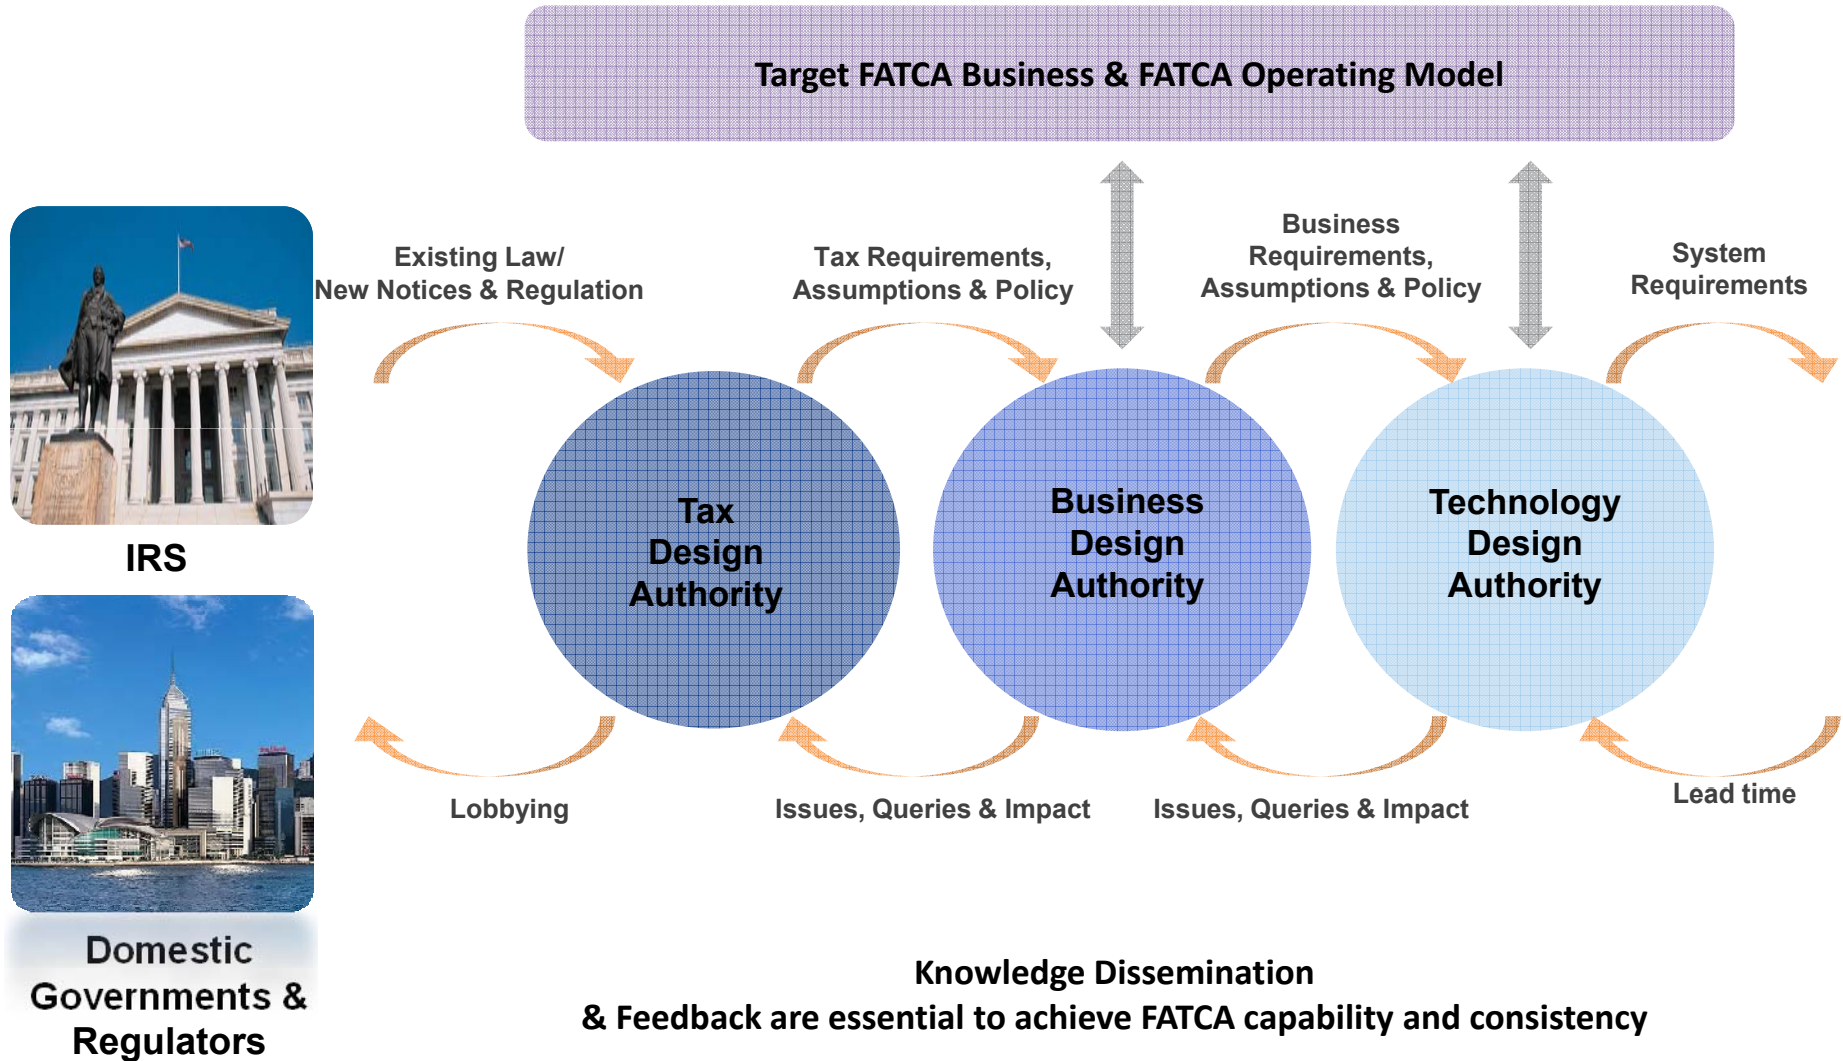 Target FATCA Business & FATCA Operating Model
Existing Law/
New Notices & Regulation
Tax Requirements,
Assumptions & Policy
Business
Requirements,
Assumptions & Policy
System
Requirements
IRS
Tax
Design
Authority
Business
Design
Authority
Technology
Design
Authority
Lobbying
Issues, Queries & Impact
Issues, Queries & Impact
Lead time
Domestic
Governments &
Regulators
Knowledge Dissemination
& Feedback are essential to achieve FATCA capability and consistency